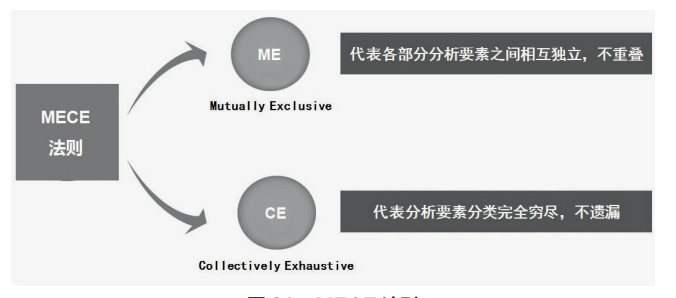 MECE
法则
ME
Mutually Exclusive
代表各部分分析要素之间相互独立，不重叠
CE
Collectively Exhaustive
代表分析要素分类完全穷尽，不遗漏